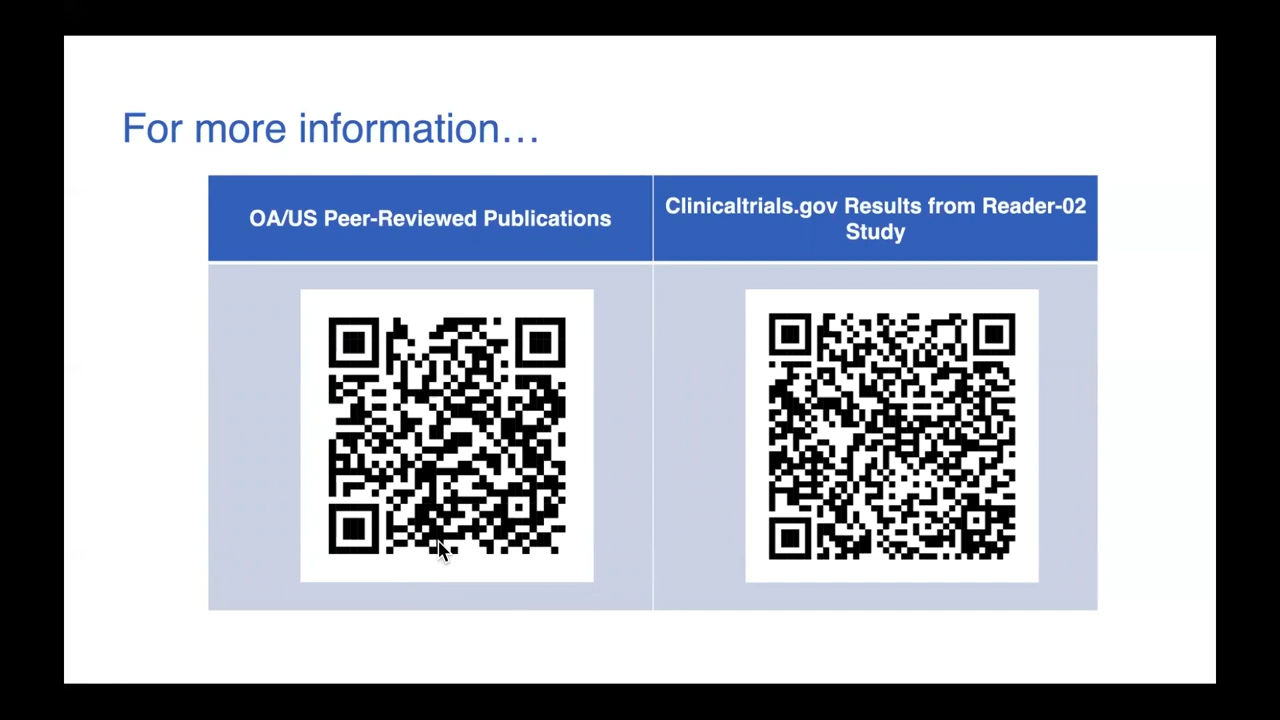 For more information…
OA/US Peer-Reviewed Publications
Clinicaltrials.gov Results from Reader-02
Study